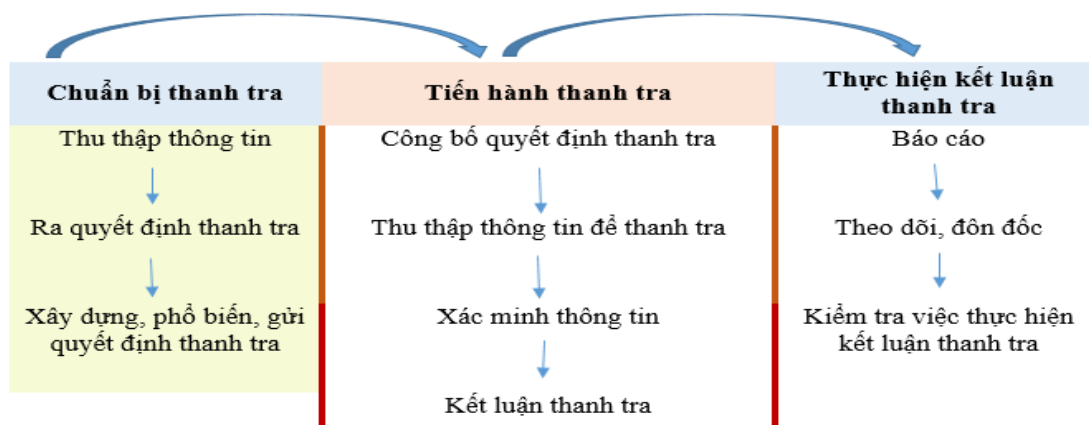 Chuẩn bị thanh tra
Thu thập thông tin
Ra quyết định thanh tra
Xây dựng, phổ biến, gửi
quyết định thanh tra
Tiến hành thanh tra
Công bố quyết định thanh tra
Thu thập thông tin để thanh tra
Xác minh thông tin
Kết luận thanh tra
Thực hiện kết luận
thanh tra
Báo cáo
Theo dõi, đôn đốc
Kiểm tra việc thực hiện
kết luận thanh tra